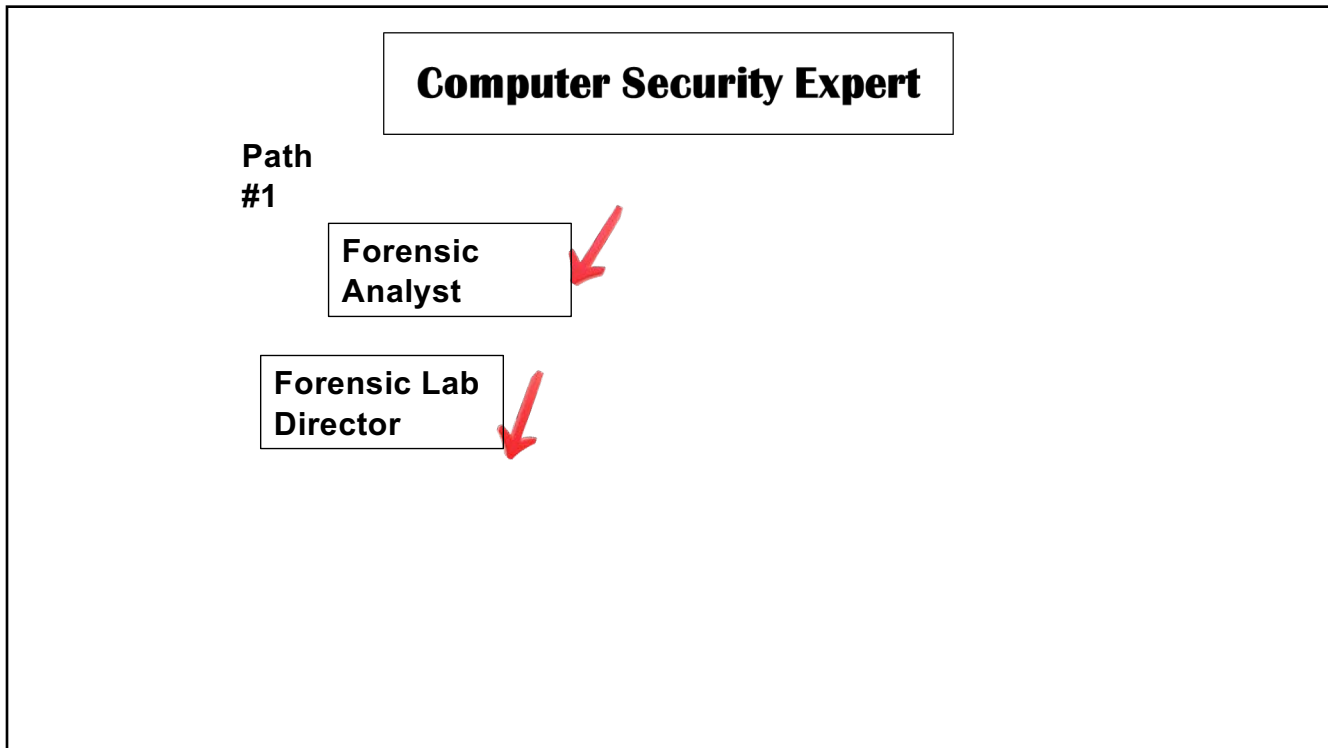 Computer Security Expert
Path
#1
Forensic
Analyst
Forensic Lab
Director